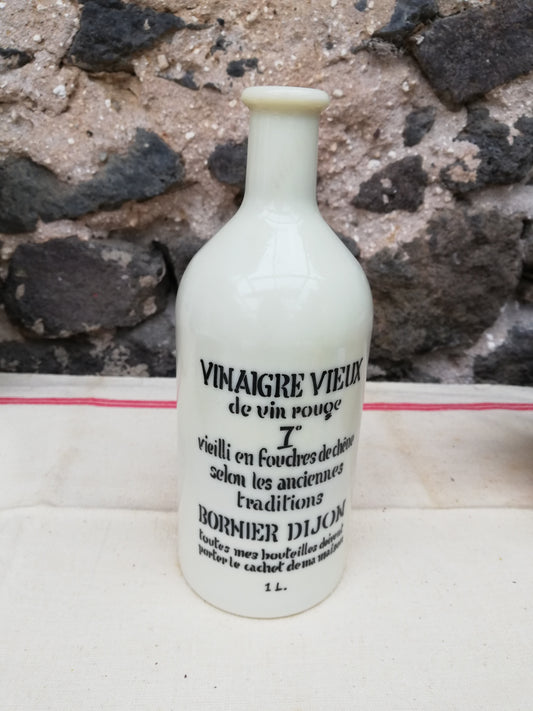 VINAIGRE VIEUX
de vin rouge
7°
vieilli en foudres de chêne
selon les anciennes
traditions
BORNIER DIJON
toutes mes bouteilles doivent
porter le cachet de ma maison
1 L.